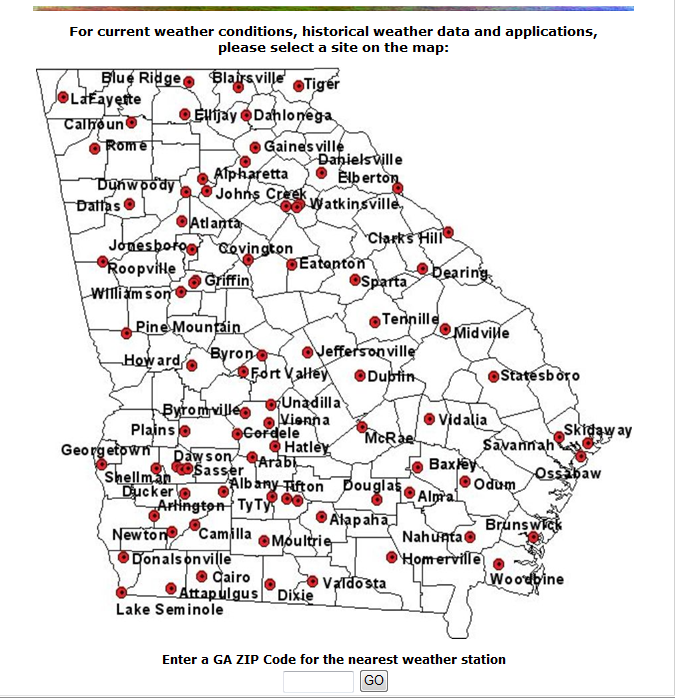 For current weather conditions, historical weather data and applications,
please select a site on the map:
Blue Ridge
Blairsville
Tiger
LaFayette
Ellijay
Dahlonega
Calhoun
Rome
Gainesville
Danielsville
Alpharetta
Elberton
Dunwoody
Johns Creek
Dallas
Watkinsville
Atlanta
Clarks Hill
Jonesboro
Covington
Roopville
Eatonton
Dearing
Griffin
Sparta
Williamson
Tennille
Pine Mountain
Midville
Howard
Byron
Jeffersonville
Fort Valley
Dublin
Statesboro
Byromville
Unadilla
Vienna
Vidalia
Plains
Cordele
McRae
Skidaway
Savannah
Georgetown
Hatley
Dawson
Arabi
Baxley
Shellman
Sasser
Ossabaw
Ducker
Albany
Tifton
Douglas
Odum
Alma
Arlington
TyTy
Alapaha
Brunswick
Newton
Camilla
Moultrie
Nahunta
Donalsonville
Homerville
Cairo
Valdosta
Woodbine
Attapulgus
Dixie
Lake Seminole
Enter a GA ZIP Code for the nearest weather station
GO